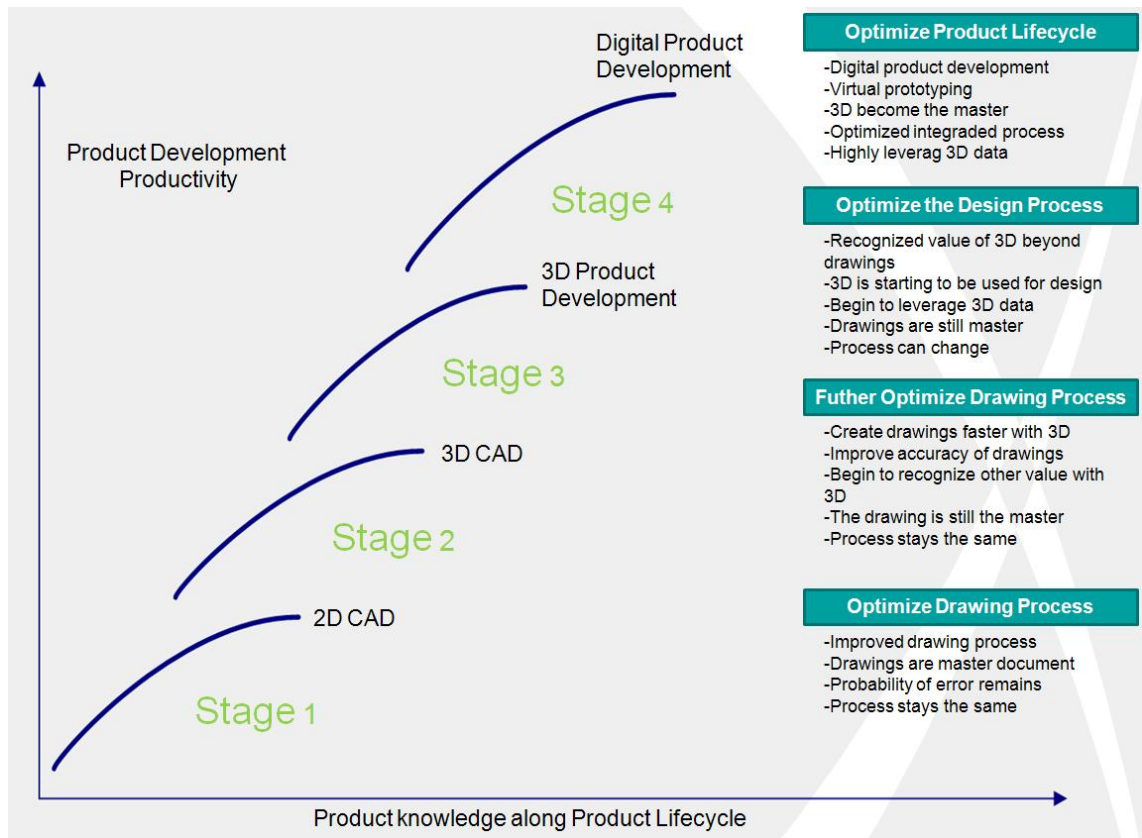 Digital Product
Development
Product Development
Productivity
Stage 4
3D Product
Development
Stage 3
3D CAD
Stage 2
2D CAD
Stage 1
Product knowledge along Product Lifecycle
Optimize Product Lifecycle
-Digital product development
-Virtual prototyping
-3D become the master
-Optimized integraded process
-Highly leverag 3D data
Optimize the Design Process
-Recognized value of 3D beyond
drawings
-3D is starting to be used for design
-Begin to leverage 3D data
-Drawings are still master
-Process can change
Futher Optimize Drawing Process
-Create drawings faster with 3D
-Improve accuracy of drawings
-Begin to recognize other value with
3D
-The drawing is still the master
-Process stays the same
Optimize Drawing Process
-Improved drawing process
-Drawings are master document
-Probability of error remains
-Process stays the same